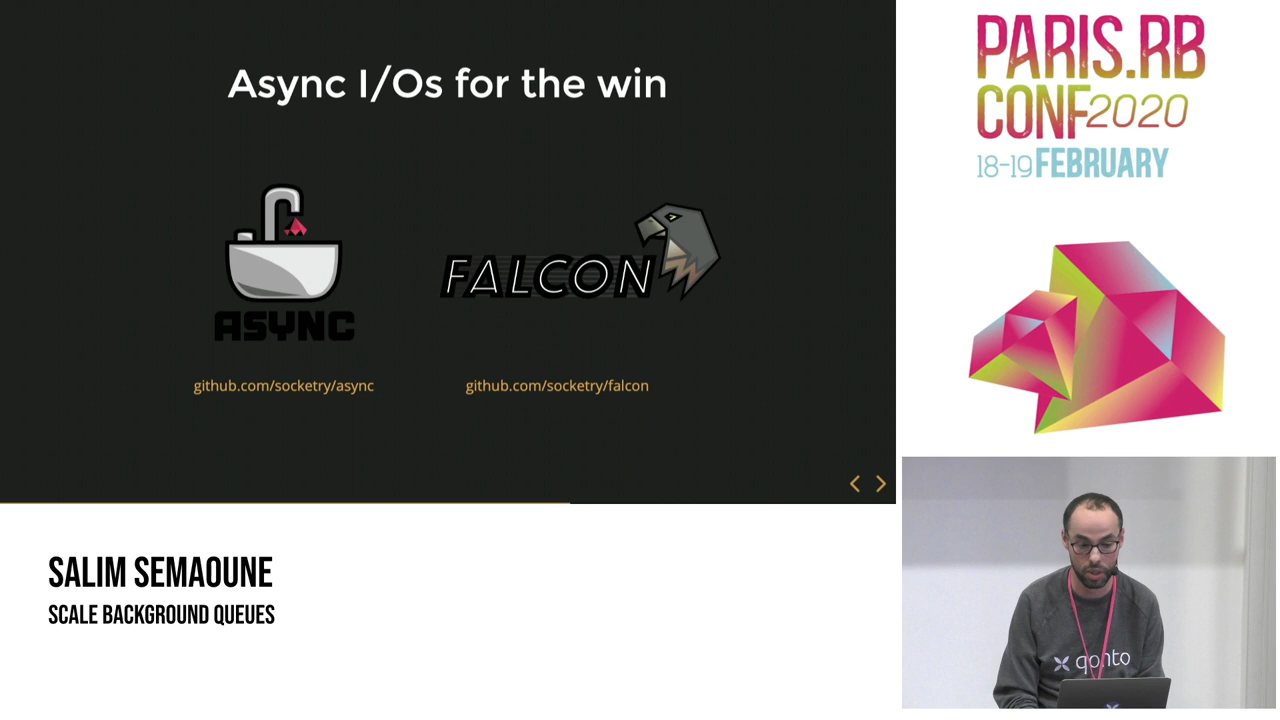 Async I/Os for the win
ASYNC
FALCON
github.com/socketry/async
github.com/socketry/falcon
PARIS.RB
CONF2020
18-19 FEBRUARY
SALIM SEMAOUNE
SCALE BACKGROUND QUEUES
qonto